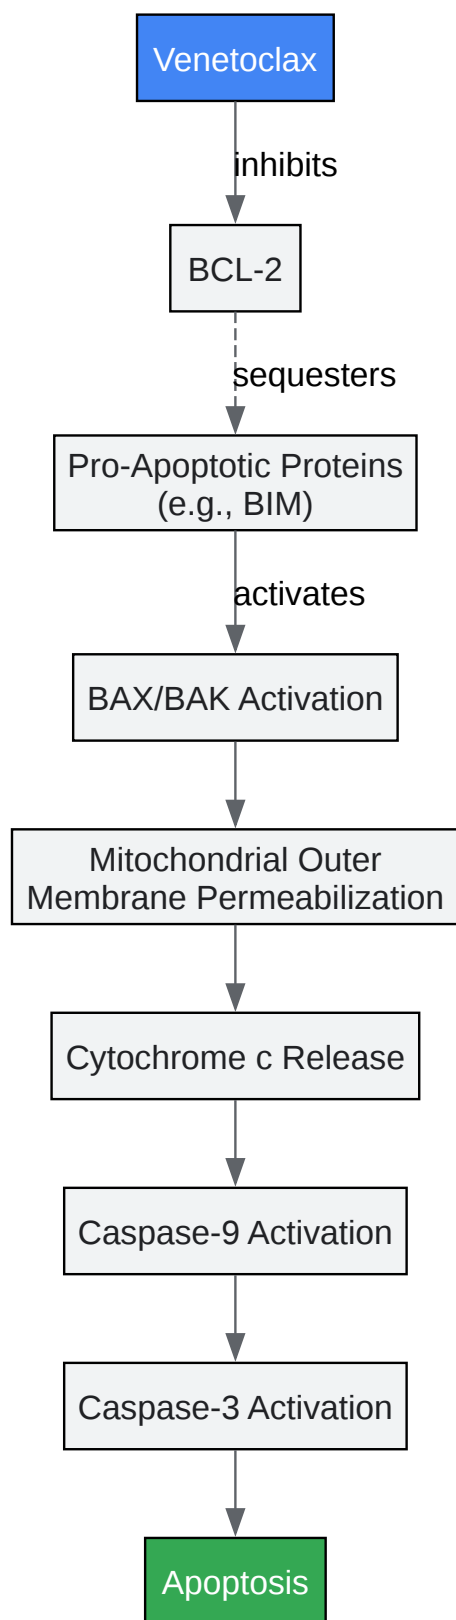 Venetoclax
inhibits
BCL-2
sequesters
Pro-Apoptotic Proteins
(e.g., BIM)
activates
BAX/BAK Activation
Mitochondrial Outer
Membrane Permeabilization
Cytochrome c Release
Caspase-9 Activation
Caspase-3 Activation
Apoptosis